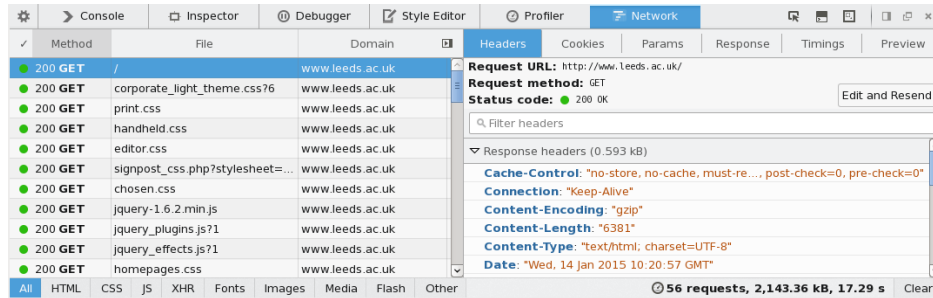 Console Inspector Debugger Style Editor Profiler Network
✓ Method File Domain Headers Cookies Params Response Timings Preview
200 GET / www.leeds.ac.uk
200 GET corporate_light_theme.css?6 www.leeds.ac.uk
200 GET print.css www.leeds.ac.uk
200 GET handheld.css www.leeds.ac.uk
200 GET editor.css www.leeds.ac.uk
200 GET signpost_css.php?stylesheet=... www.leeds.ac.uk
200 GET chosen.css www.leeds.ac.uk
200 GET jquery-1.6.2.min.js www.leeds.ac.uk
200 GET jquery_plugins.js?1 www.leeds.ac.uk
200 GET jquery_effects.js?1 www.leeds.ac.uk
200 GET homepages.css www.leeds.ac.uk
Request URL: http://www.leeds.ac.uk/
Request method: GET
Status code: 200 OK
Edit and Resend
Filter headers
Response headers (0.593 kB)
Cache-Control: "no-store, no-cache, must-re..., post-check=0, pre-check=0"
Connection: "Keep-Alive"
Content-Encoding: "gzip"
Content-Length: "6381"
Content-Type: "text/html; charset=UTF-8"
Date: "Wed, 14 Jan 2015 10:20:57 GMT"
All HTML CSS JS XHR Fonts Images Media Flash Other 56 requests, 2,143.36 kB, 17.29 s Clear